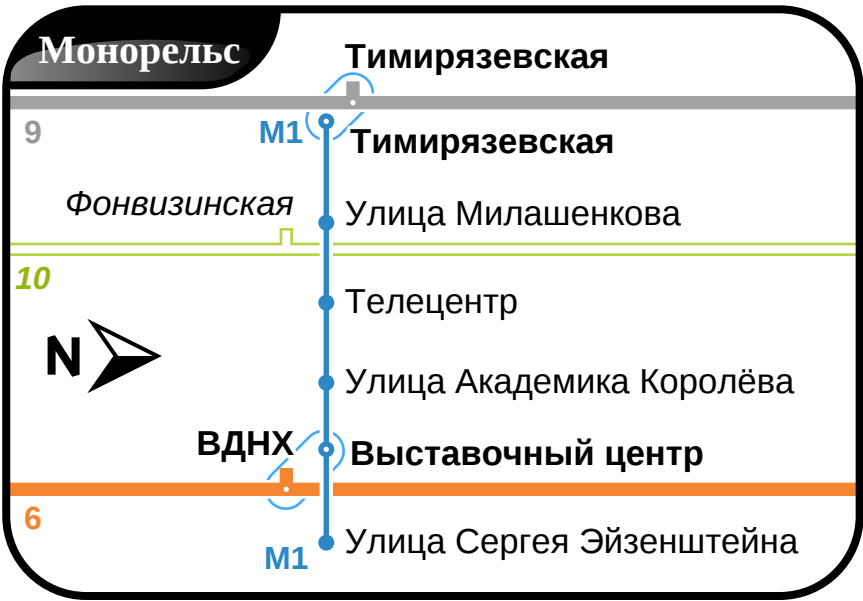 Монорельс
Тимирязевская
9
М1
Тимирязевская
Фонвизинская
Улица Милашенкова
10
Телецентр
N
Улица Академика Королёва
ВДНХ
Выставочный центр
6
М1
Улица Сергея Эйзенштейна